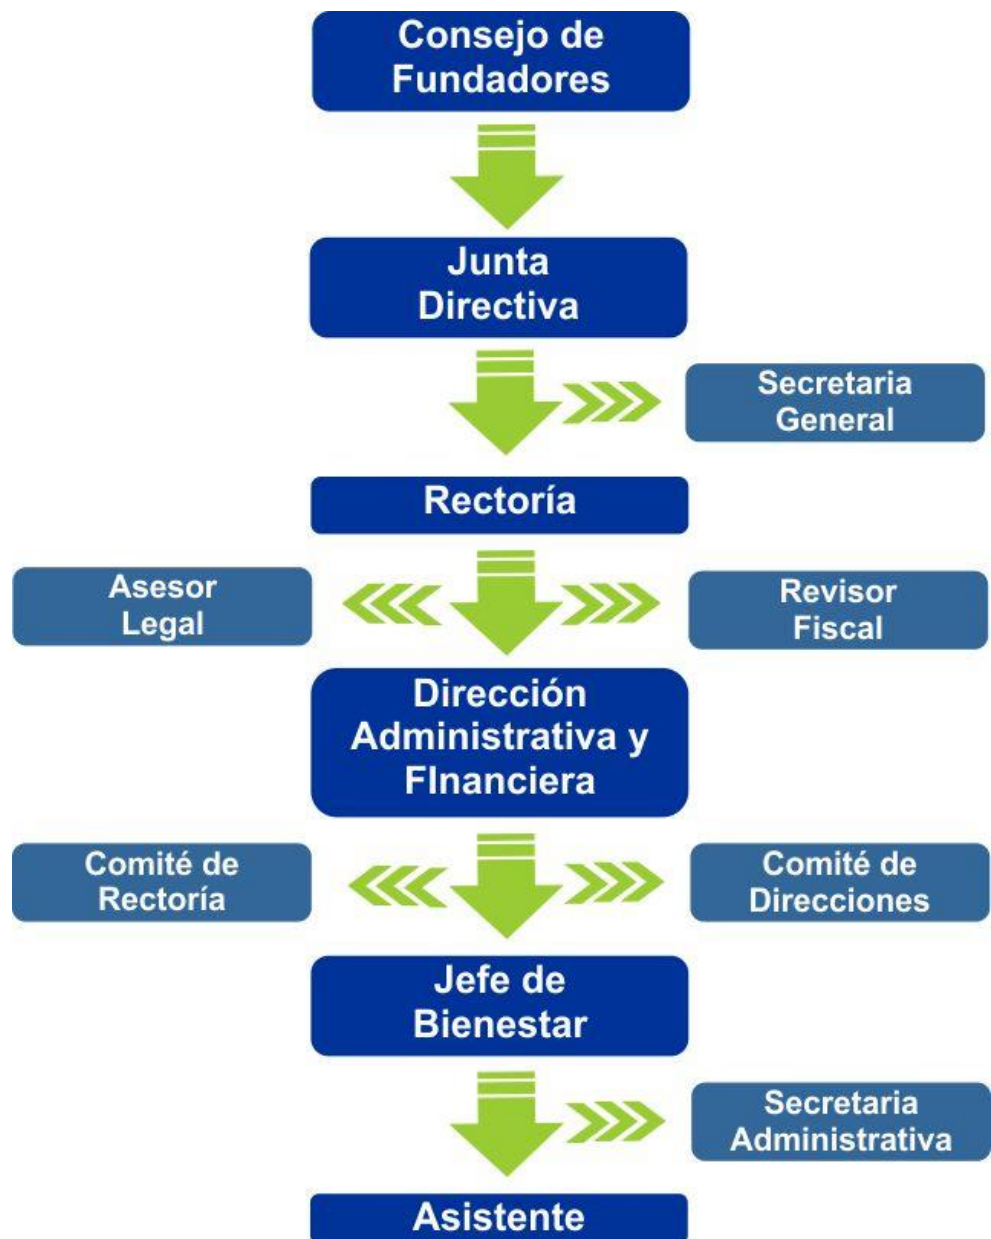 Consejo de
Fundadores
Junta
Directiva
Secretaria
General
Rectoría
Asesor
Legal
Revisor
Fiscal
Dirección
Administrativa y
FInanciera
Comité de
Rectoría
Comité de
Direcciones
Jefe de
Bienestar
Secretaria
Administrativa
Asistente